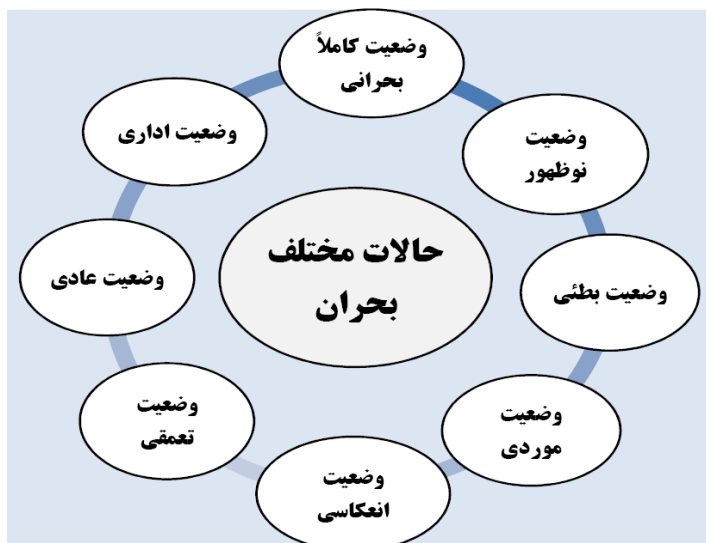 وضعیت کاملاً
بحرانی
وضعیت
نوظهور
وضعیت بطئی
وضعیت
موردی
وضعیت
انعکاسی
وضعیت
تعمقی
وضعیت عادی
وضعیت اداری
حالات مختلف
بحران